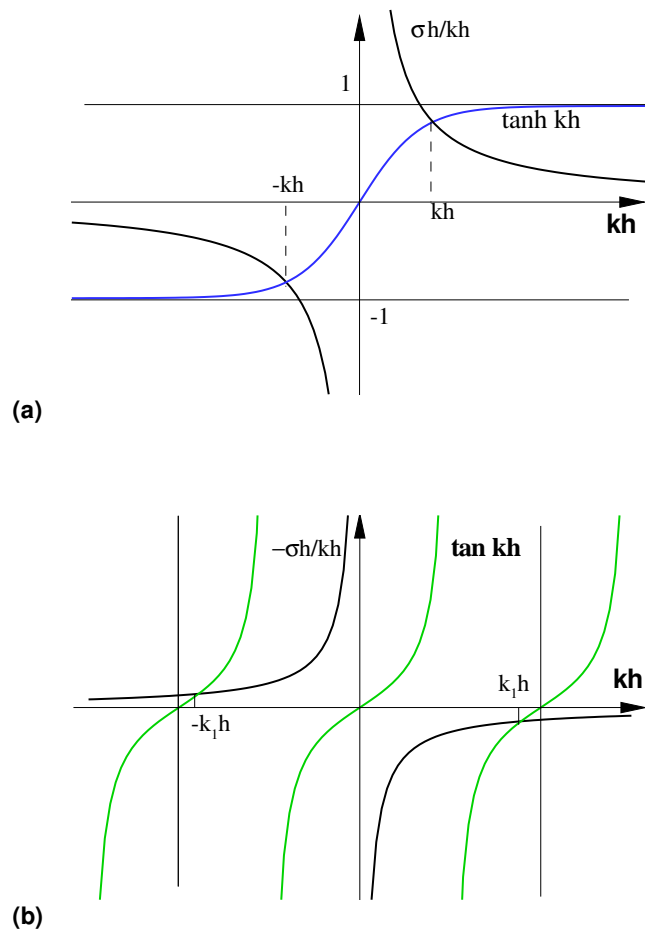 σh/kh
1
tanh kh
-kh
kh
kh
-1
(a)
−σh/kh
tan kh
k₁h
kh
-k₁h
(b)